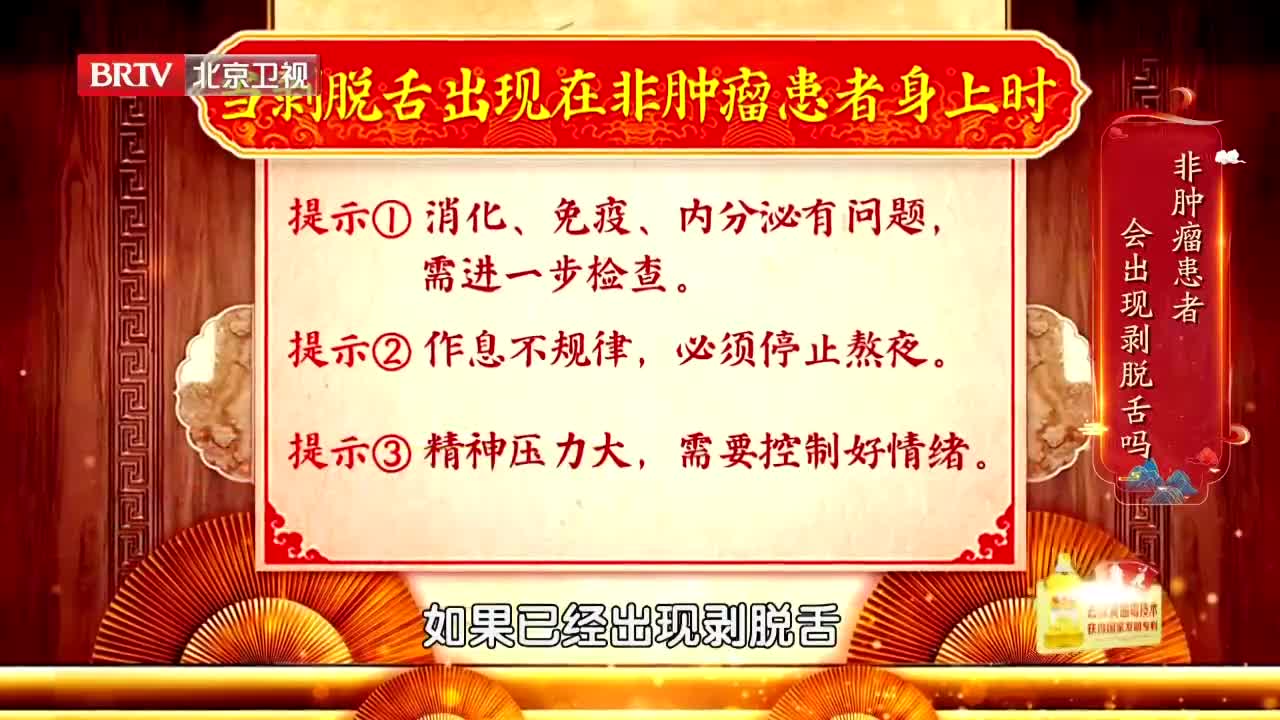 BRTV 北京卫视
当剥脱舌出现在非肿瘤患者身上时
提示① 消化、免疫、内分泌有问题,
需进一步检查。
提示② 作息不规律,必须停止熬夜。
提示③ 精神压力大,需要控制好情绪。
非肿瘤患者
会出现剥脱舌吗
如果已经出现剥脱舌
获得国家发明专利